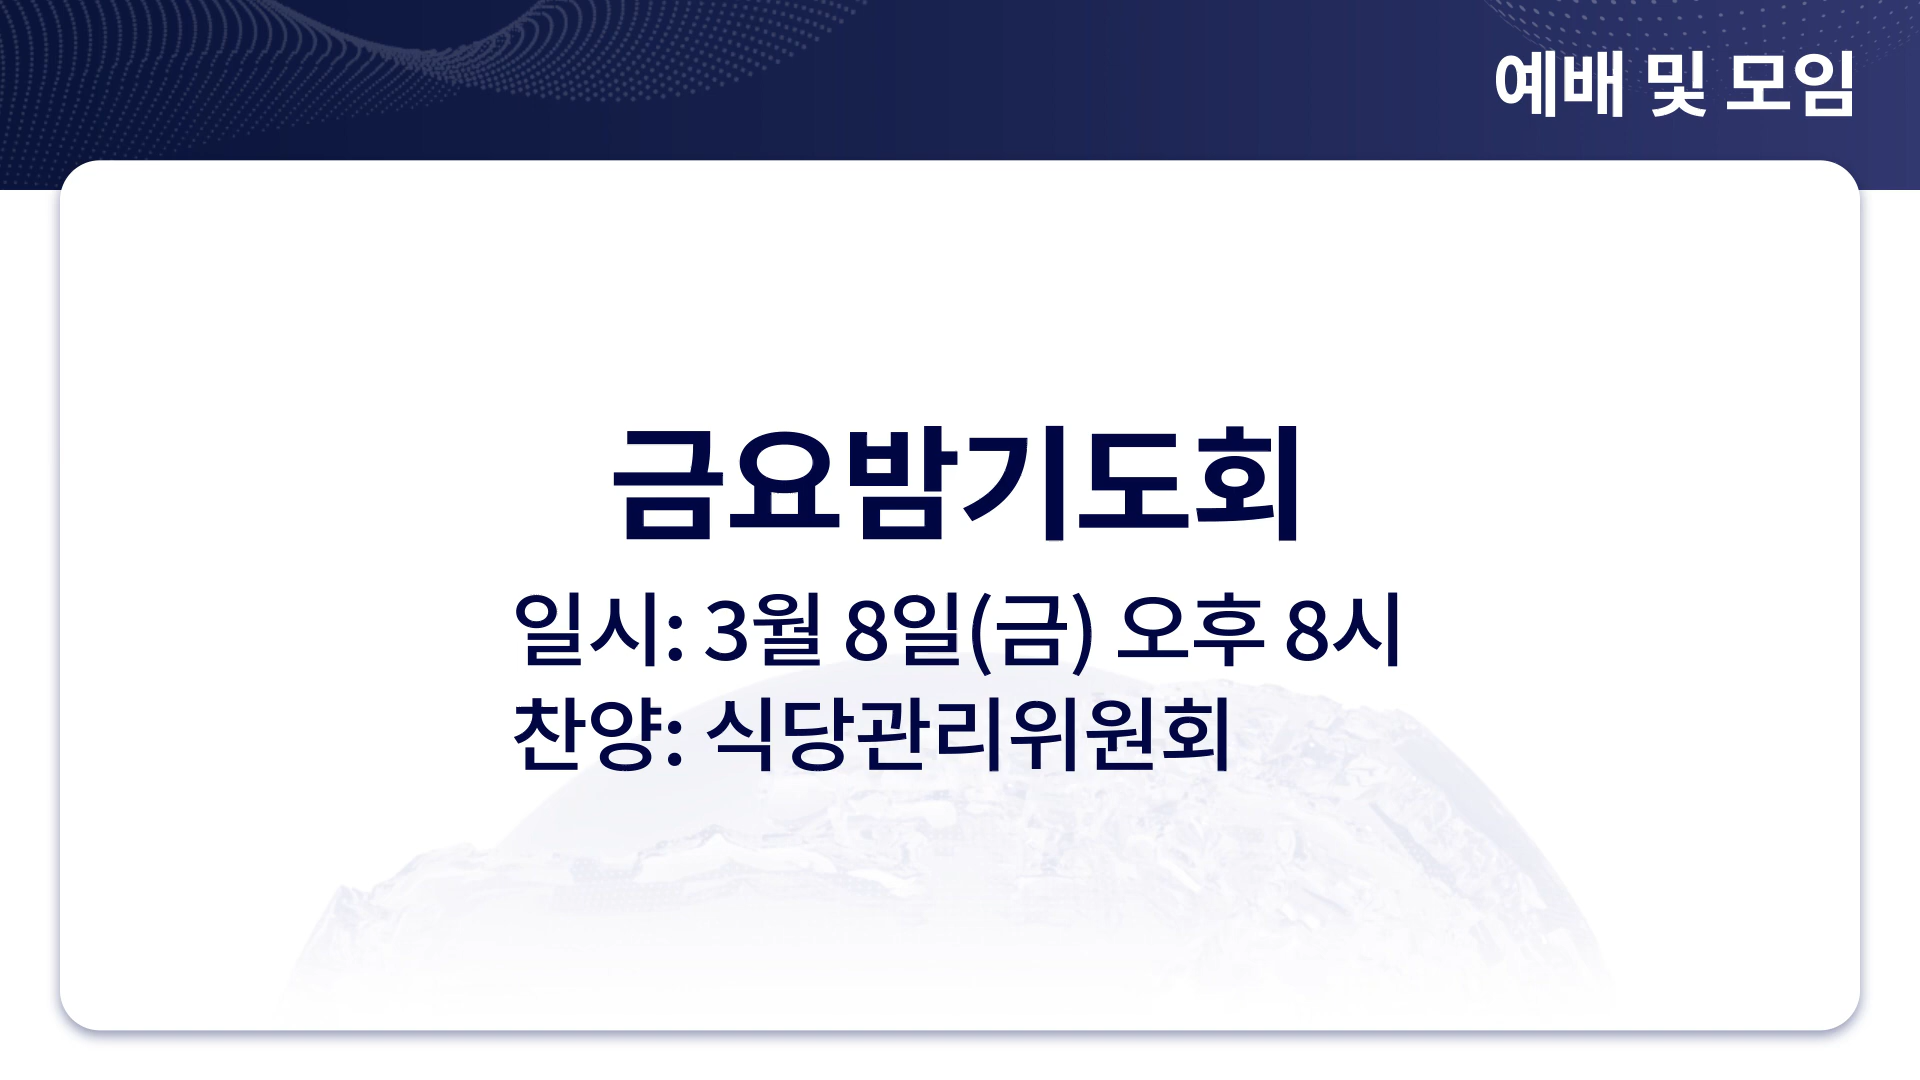 예배 및 모임
금요밤기도회
일시: 3월 8일(금) 오후 8시
찬양: 식당관리위원회